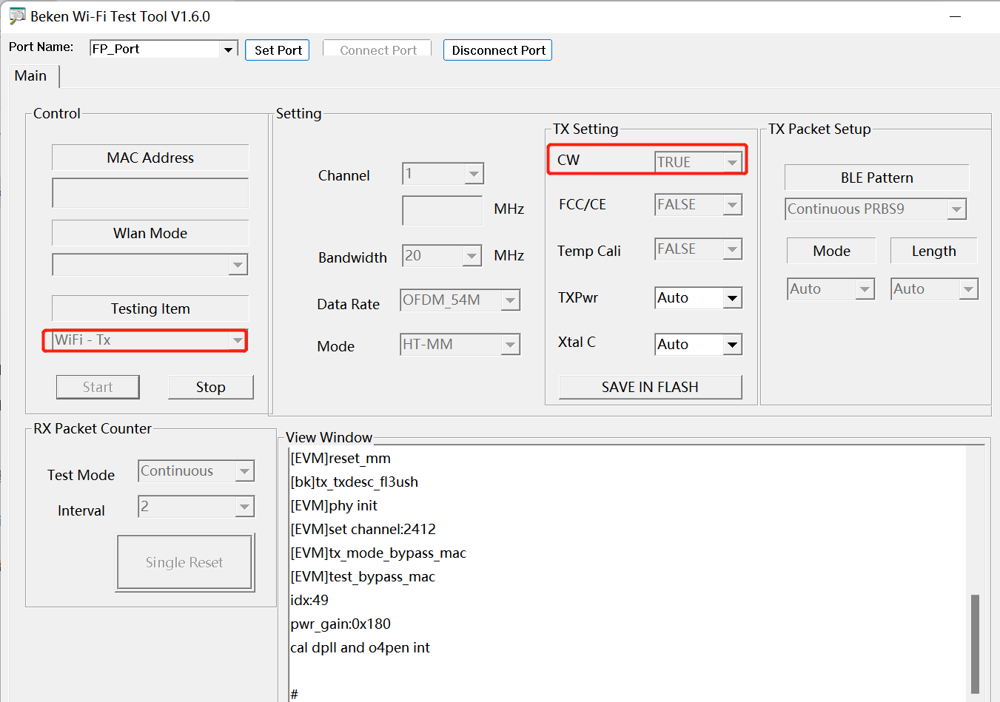 Beken Wi-Fi Test Tool V1.6.0
Port Name: FP_Port Set Port Connect Port Disconnect Port
Main
Control
MAC Address
Wlan Mode
Testing Item
WiFi - Tx
Start Stop
Setting
Channel 1
MHz
Bandwidth 20 MHz
Data Rate OFDM_54M
Mode HT-MM
TX Setting
CW TRUE
FCC/CE FALSE
Temp Cali FALSE
TXPwr Auto
Xtal C Auto
SAVE IN FLASH
TX Packet Setup
BLE Pattern
Continuous PRBS9
Mode Length
Auto Auto
RX Packet Counter
Test Mode Continuous
Interval 2
Single Reset
View Window
[EVM]reset_mm
[bk]tx_txdesc_fl3ush
[EVM]phy init
[EVM]set channel:2412
[EVM]tx_mode_bypass_mac
[EVM]test_bypass_mac
idx:49
pwr_gain:0x180
cal dpll and o4pen int
#